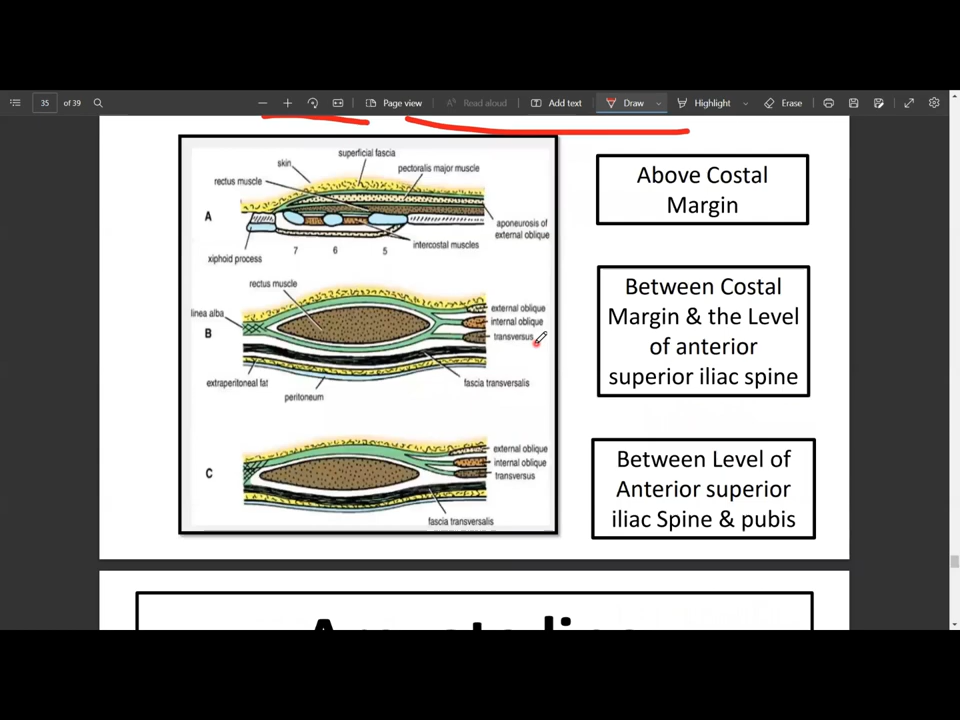 35 of 39
Page view
Read aloud
Add text
Draw
Highlight
Erase
superficial fascia
skin
pectoralis major muscle
rectus muscle
A
aponeurosis of
external oblique
intercostal muscles
7 6 5
xiphoid process
rectus muscle
linea alba
external oblique
internal oblique
transversus
B
extraperitoneal fat
fascia transversalis
peritoneum
external oblique
internal oblique
transversus
C
fascia transversalis
Above Costal
Margin
Between Costal
Margin & the Level
of anterior
superior iliac spine
Between Level of
Anterior superior
iliac Spine & pubis